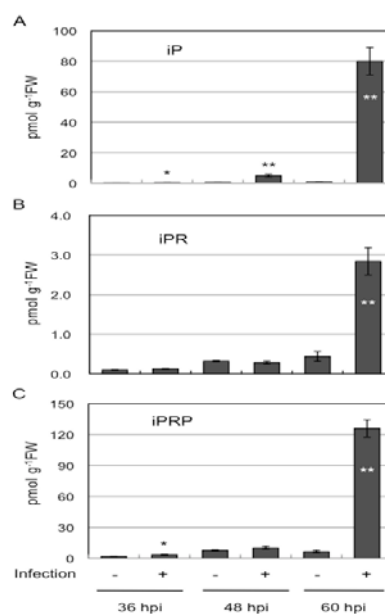 A
iP
pmol g⁻¹FW
100
80
60
40
20
0
*
**
**
B
iPR
pmol g⁻¹FW
4.0
3.0
2.0
1.0
0.0
**
C
iPRP
pmol g⁻¹FW
150
120
90
60
30
0
*
**
Infection - + - + - +
36 hpi 48 hpi 60 hpi